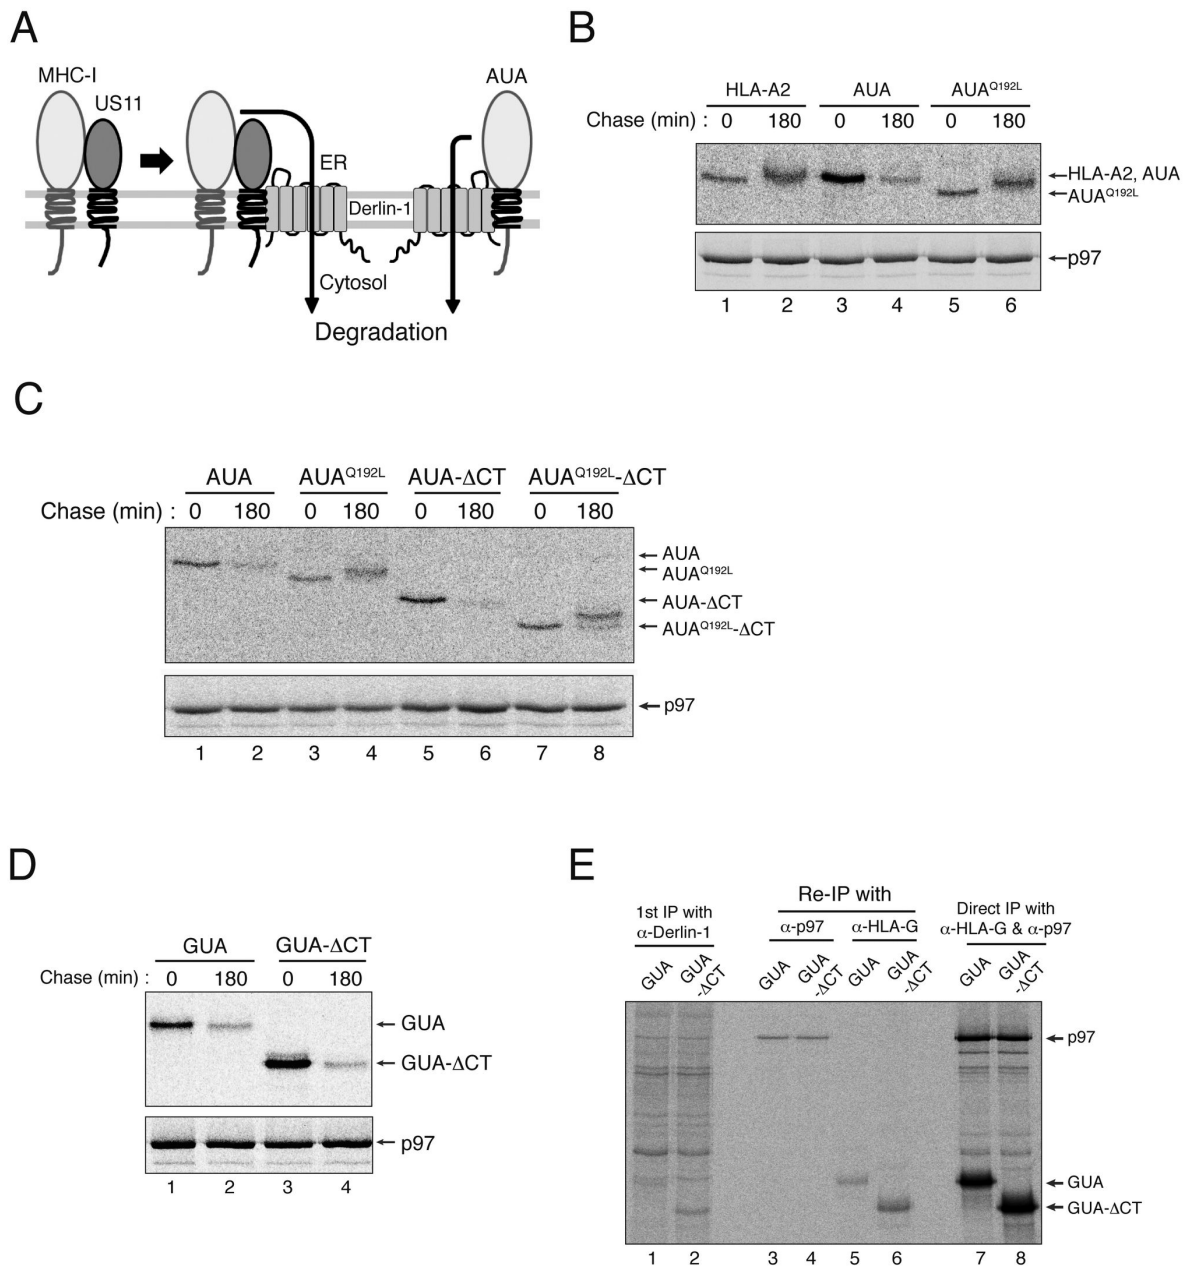 A
MHC-I
US11
AUA
ER
Derlin-1
Cytosol
Degradation
B
HLA-A2 AUA AUAQ192L
Chase (min) : 0 180 0 180 0 180
HLA-A2, AUA
AUAQ192L
p97
1 2 3 4 5 6
C
AUA AUAQ192L AUA-ΔCT AUAQ192L-ΔCT
Chase (min) : 0 180 0 180 0 180 0 180
AUA
AUAQ192L
AUA-ΔCT
AUAQ192L-ΔCT
p97
1 2 3 4 5 6 7 8
D
GUA GUA-ΔCT
Chase (min) : 0 180 0 180
GUA
GUA-ΔCT
p97
1 2 3 4
E
Re-IP with
1st IP with
α-Derlin-1
α-p97 α-HLA-G
Direct IP with
α-HLA-G & α-p97
GUA GUA -ΔCT GUA GUA -ΔCT GUA GUA -ΔCT GUA GUA -ΔCT
p97
GUA
GUA-ΔCT
1 2 3 4 5 6 7 8